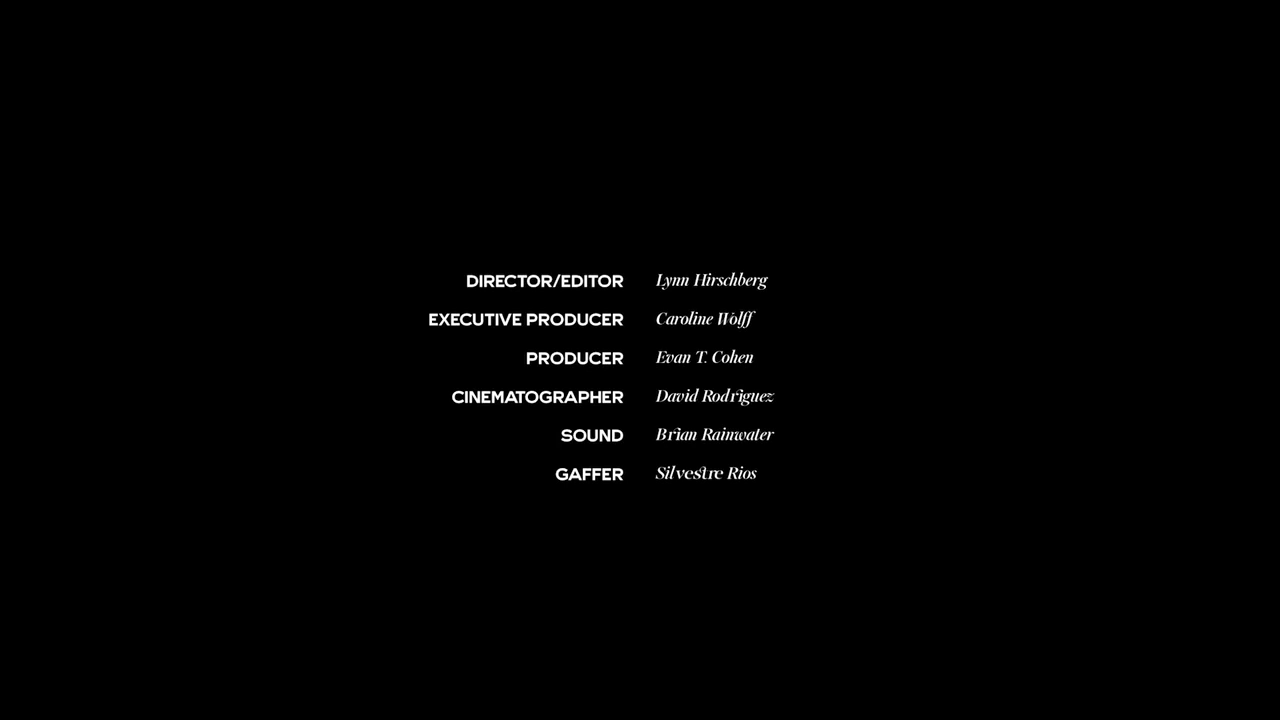 DIRECTOR/EDITOR Lynn Hirschberg
EXECUTIVE PRODUCER Caroline Wolff
PRODUCER Evan T. Cohen
CINEMATOGRAPHER David Rodriguez
SOUND Brian Rainwater
GAFFER Silvestre Rios